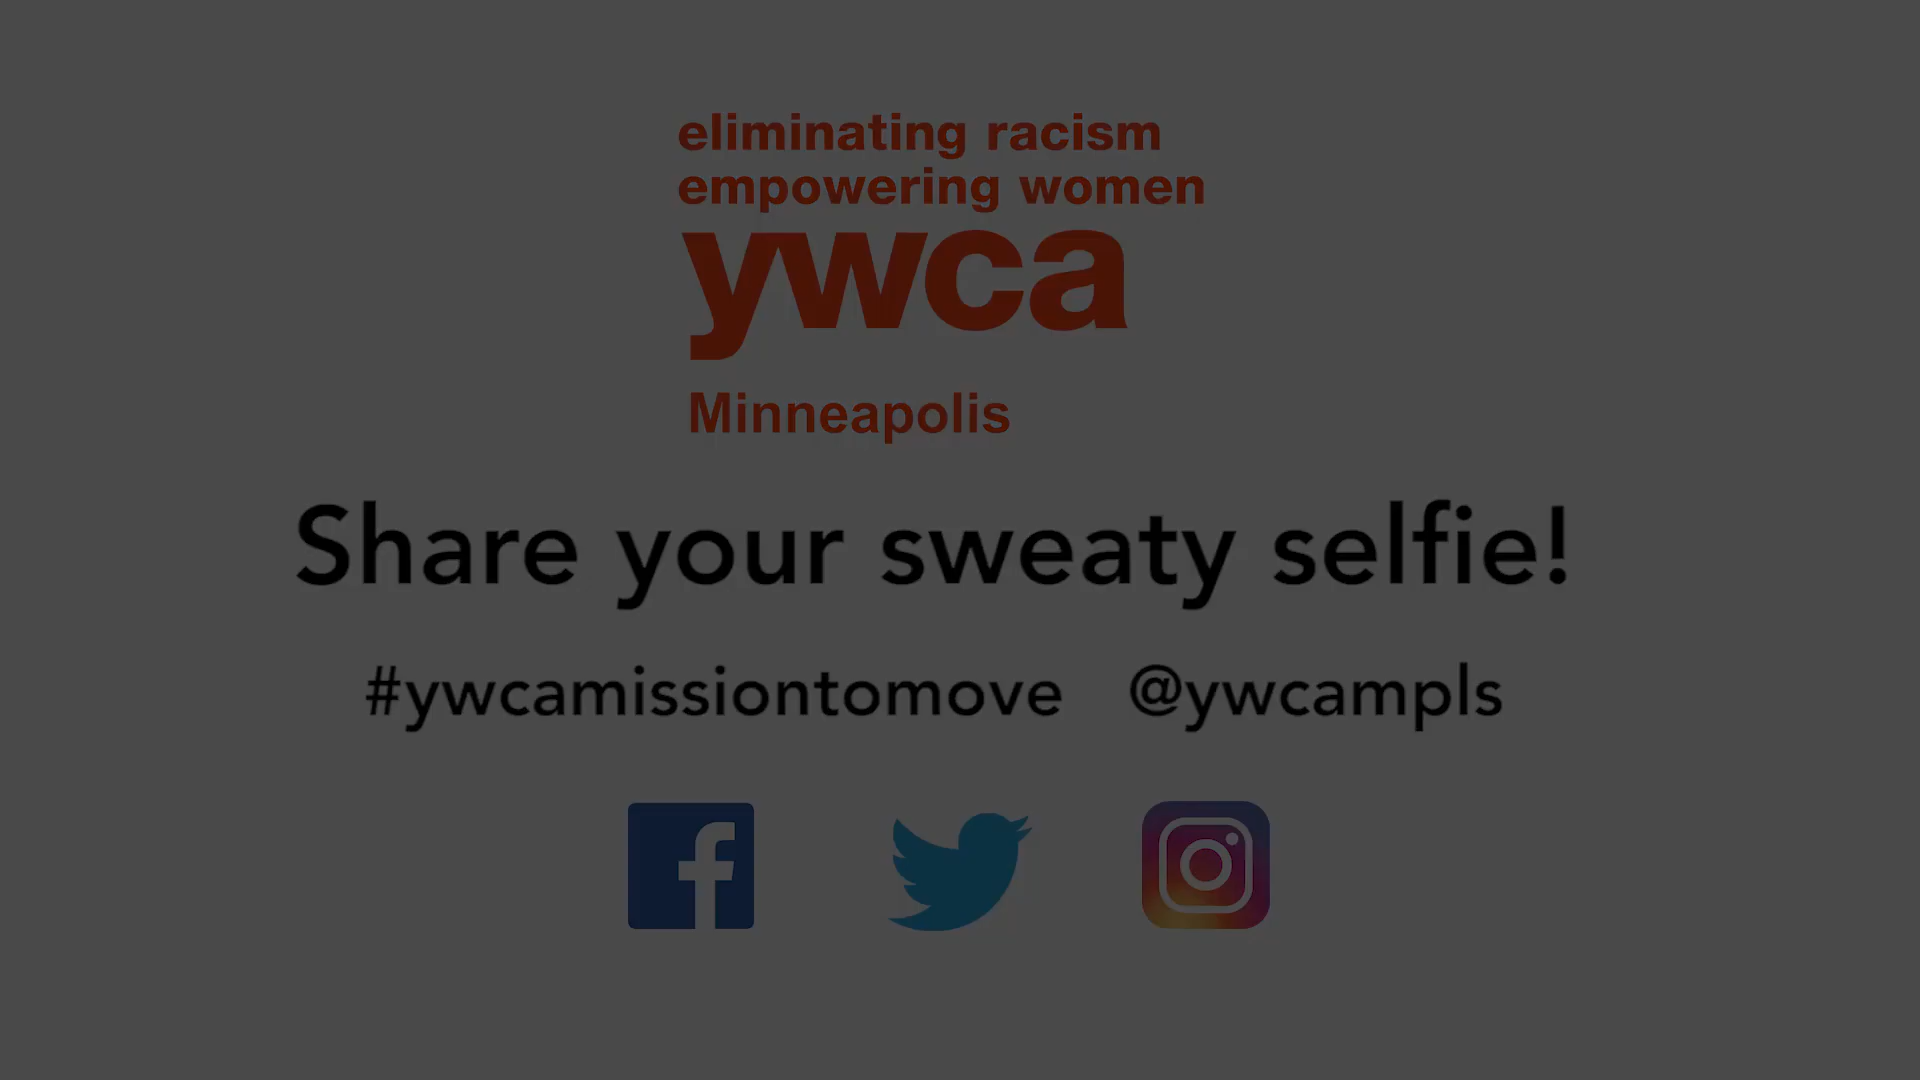 eliminating racism
empowering women
ywca
Minneapolis
Share your sweaty selfie!
#ywcamissiontomove @ywcampls